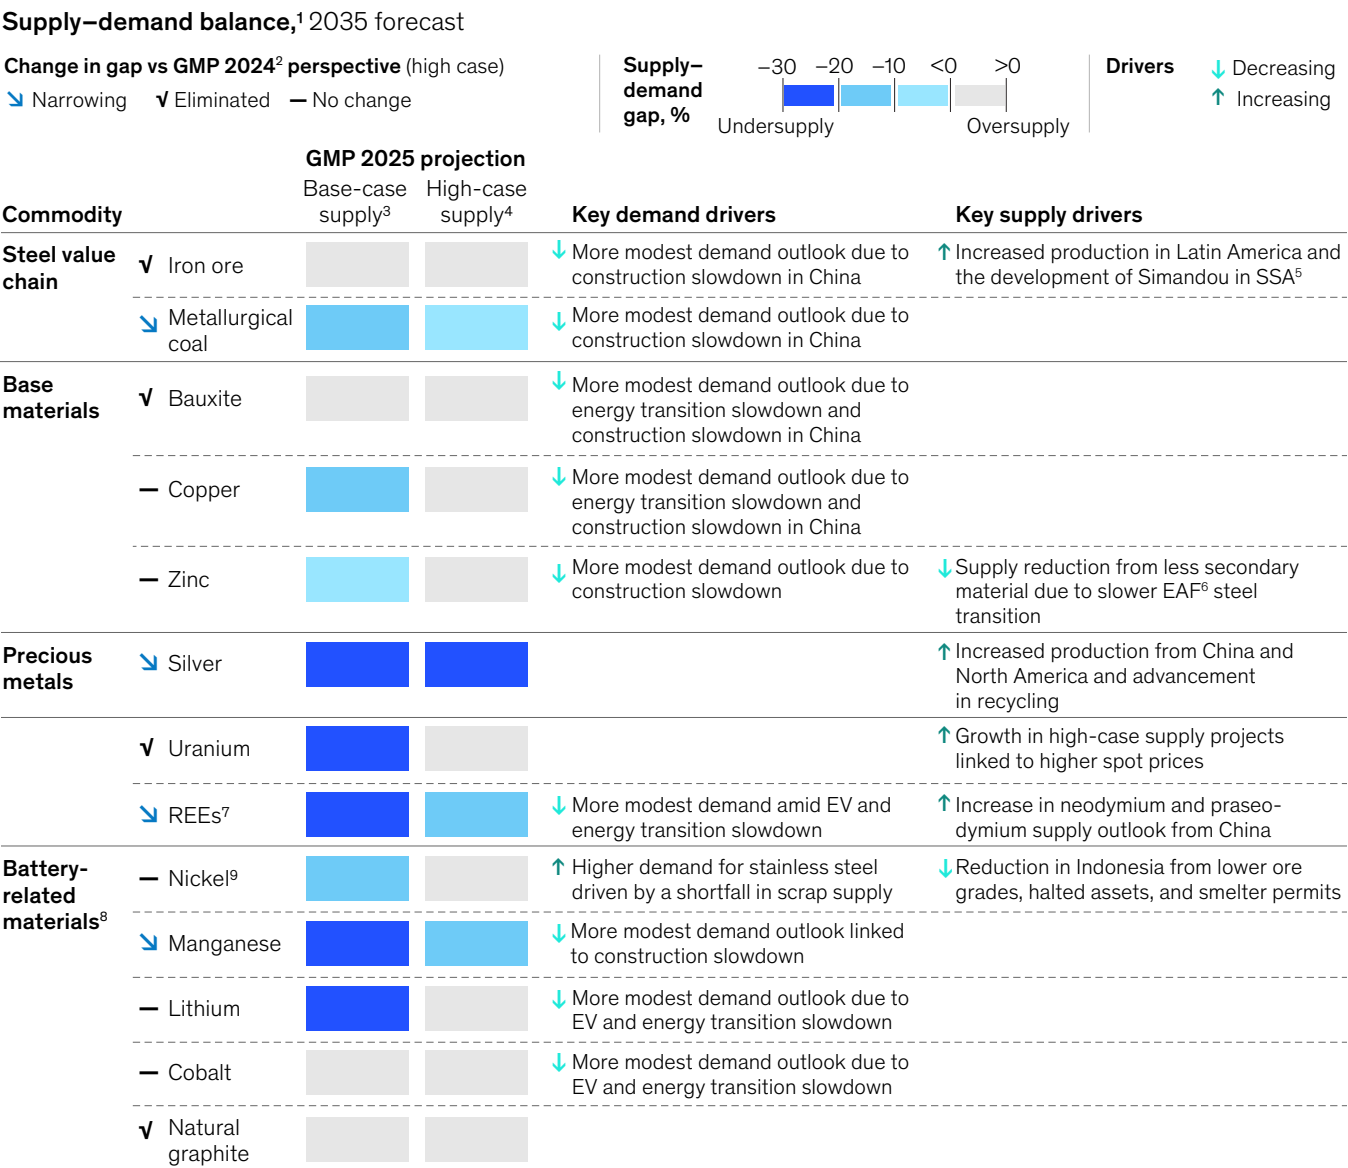 Supply–demand balance,¹ 2035 forecast
Change in gap vs GMP 2024² perspective (high case)
Narrowing √ Eliminated — No change
Supply–
demand
gap, %
–30 –20 –10 <0 >0
Undersupply Oversupply
Drivers
Decreasing
Increasing
GMP 2025 projection
Commodity
Base-case
supply³
High-case
supply⁴
Key demand drivers
Key supply drivers
Steel value
chain
√ Iron ore
More modest demand outlook due to
construction slowdown in China
Increased production in Latin America and
the development of Simandou in SSA⁵
Metallurgical
coal
More modest demand outlook due to
construction slowdown in China
Base
materials
√ Bauxite
More modest demand outlook due to
energy transition slowdown and
construction slowdown in China
— Copper
More modest demand outlook due to
energy transition slowdown and
construction slowdown in China
— Zinc
More modest demand outlook due to
construction slowdown
Supply reduction from less secondary
material due to slower EAF⁶ steel
transition
Precious
metals
Silver
Increased production from China and
North America and advancement
in recycling
√ Uranium
Growth in high-case supply projects
linked to higher spot prices
REEs⁷
More modest demand amid EV and
energy transition slowdown
Increase in neodymium and praseo-
dymium supply outlook from China
Battery-
related
materials⁸
— Nickel⁹
Higher demand for stainless steel
driven by a shortfall in scrap supply
Reduction in Indonesia from lower ore
grades, halted assets, and smelter permits
Manganese
More modest demand outlook linked
to construction slowdown
— Lithium
More modest demand outlook due to
EV and energy transition slowdown
— Cobalt
More modest demand outlook due to
EV and energy transition slowdown
√ Natural
graphite